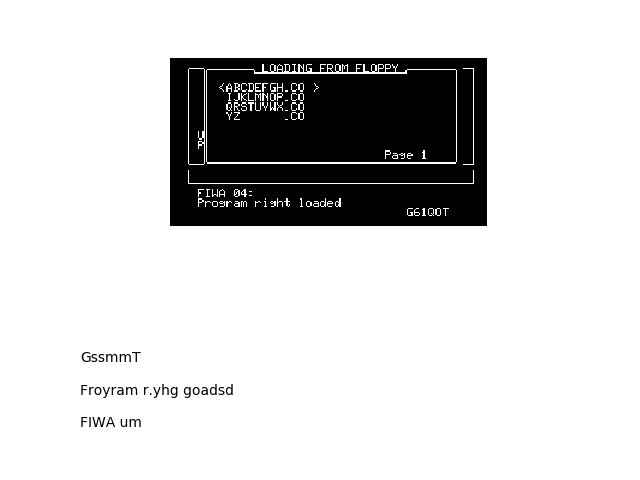 LOADING FROM FLOPPY
<ABCDEFGH.CO >
IJKLMNOP.CO
QRSTUVWX.CO
YZ .CO
Page 1
FIWA 04:
Program right loaded
G61Q0T
GssmmT
Froyram r.yhg goadsd
FIWA um